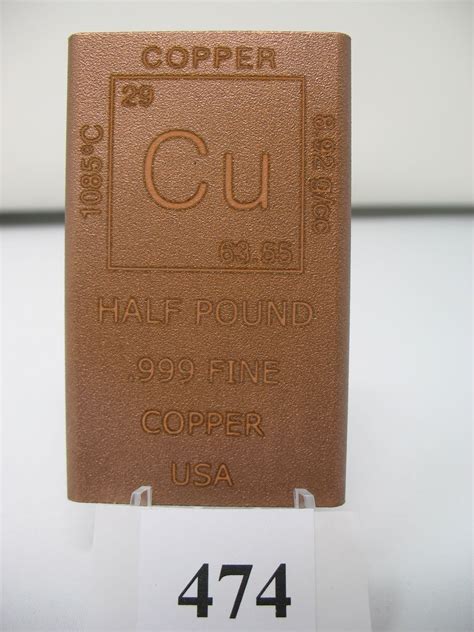 COPPER
29
1085°C
Cu
8.92 g/cc
63.55
HALF POUND
.999 FINE
COPPER
USA
474